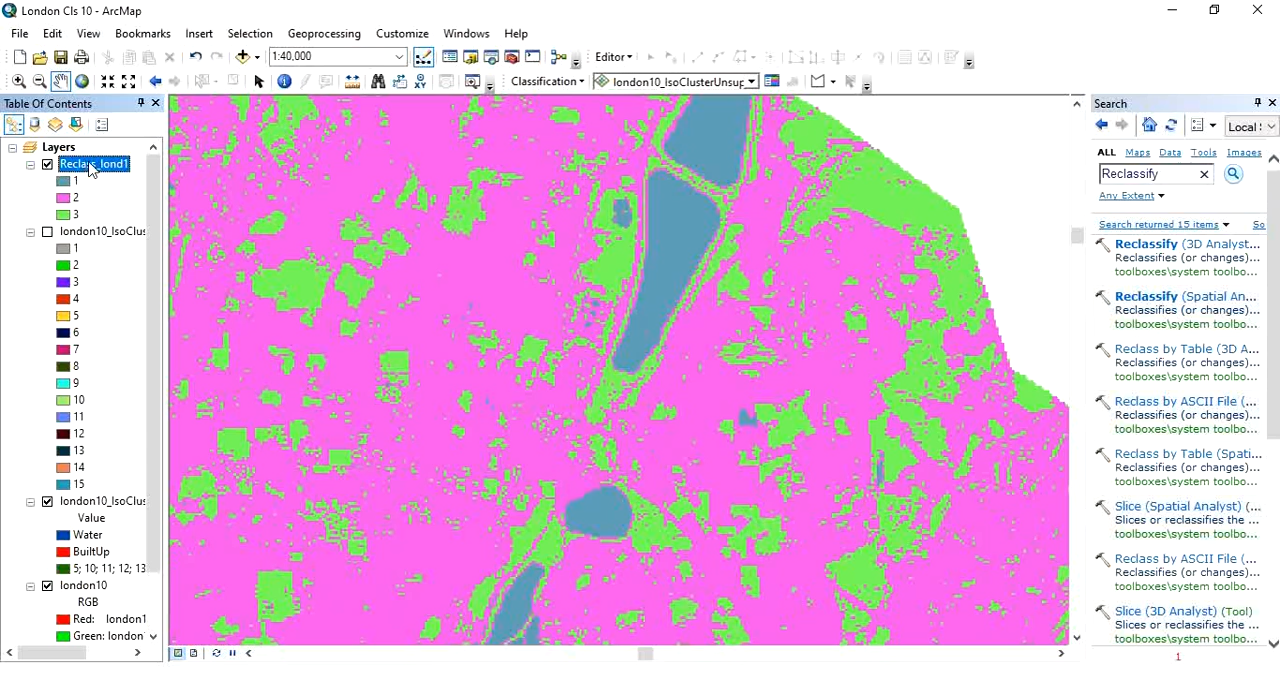 London Cls 10 - ArcMap
File Edit View Bookmarks Insert Selection Geoprocessing Customize Windows Help
1:40,000 Editor
Classification london10_IsoClusterUnsup
Table Of Contents
Layers
1
2
3
london10_IsoClus
1
2
3
4
5
6
7
8
9
10
11
12
13
14
15
london10_IsoClus
Value
Water
BuiltUp
5; 10; 11; 12; 13
london10
RGB
Red: london1
Green: london1
Search
Local
ALL Maps Data Tools Images
Reclassify
Any Extent
Search returned 15 items So
Reclassify (3D Analyst...
Reclassifies (or changes)...
toolboxes\system toolbo...
Reclassify (Spatial An...
Reclassifies (or changes)...
toolboxes\system toolbo...
Reclass by Table (3D A...
Reclassifies (or changes)...
toolboxes\system toolbo...
Reclass by ASCII File (...
Reclassifies (or changes)...
toolboxes\system toolbo...
Reclass by Table (Spati...
Reclassifies (or changes)...
toolboxes\system toolbo...
Slice (Spatial Analyst) (...
Slices or reclassifies the ...
toolboxes\system toolbo...
Reclass by ASCII File (...
Reclassifies (or changes)...
toolboxes\system toolbo...
Slice (3D Analyst) (Tool)
Slices or reclassifies the ...
toolboxes\system toolbo...
1